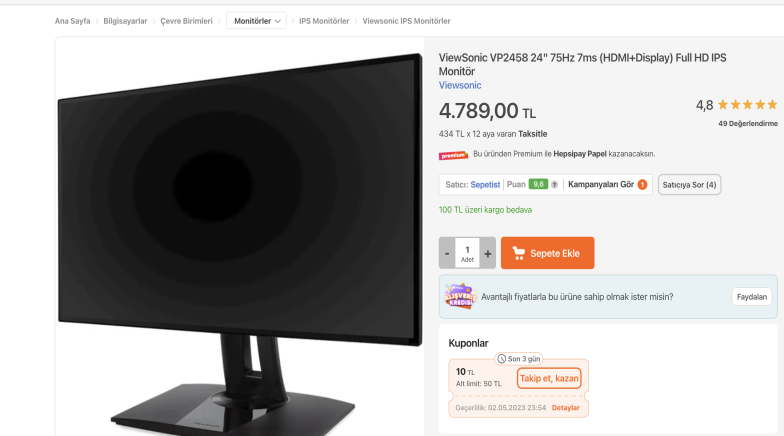 Ana Sayfa > Bilgisayarlar > Çevre Birimleri > Monitörler > IPS Monitörler > Viewsonic IPS Monitörler
ViewSonic VP2458 24" 75Hz 7ms (HDMI+Display) Full HD IPS
Monitör
Viewsonic
4.789,00 TL
4,8
49 Değerlendirme
434 TL x 12 aya varan Taksitle
premium Bu üründen Premium ile Hepsipay Papel kazanacaksın.
Satıcı: Sepetist Puan 9,6 ? Kampanyaları Gör 1 Satıcıya Sor (4)
100 TL üzeri kargo bedava
- 1 +
Adet
Sepete Ekle
ALIŞVERİŞ
KREDİSİ
Avantajlı fiyatlarla bu ürüne sahip olmak ister misin?
Faydalan
Kuponlar
Son 3 gün
10 TL
Alt limit: 50 TL
Takip et, kazan
Geçerlilik: 02.05.2023 23:54 Detaylar